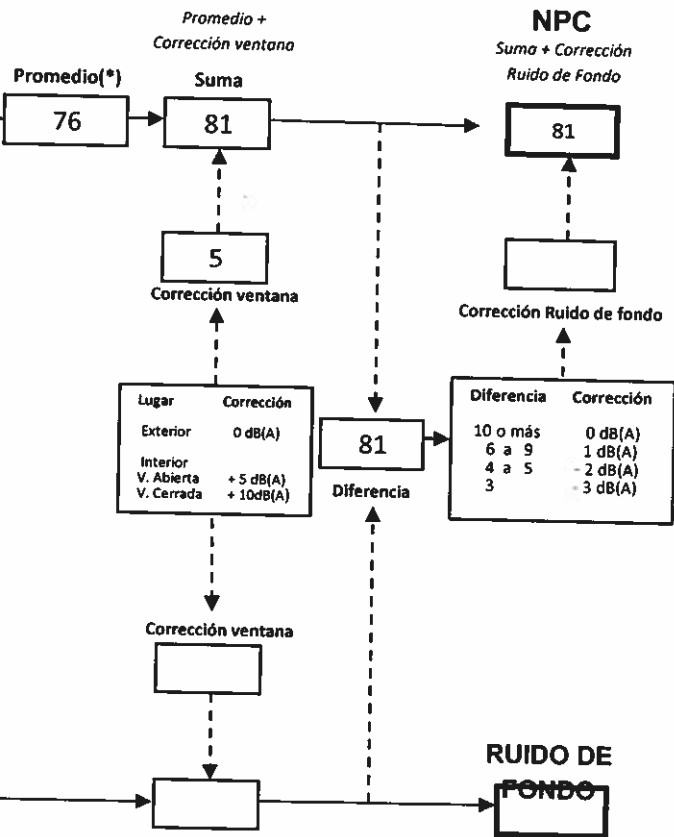 Promedio +
Corrección ventana
NPC
Suma + Corrección
Ruido de Fondo
Promedio(*)
Suma
76
81
81
5
Corrección ventana
Corrección Ruido de fondo
Lugar Corrección
Exterior 0 dB(A)
Interior
V. Abierta + 5 dB(A)
V. Cerrada + 10dB(A)
81
Diferencia
Diferencia Corrección
10 o más 0 dB(A)
6 a 9 1 dB(A)
4 a 5 - 2 dB(A)
3 - 3 dB(A)
Corrección ventana
RUIDO DE
FONDO